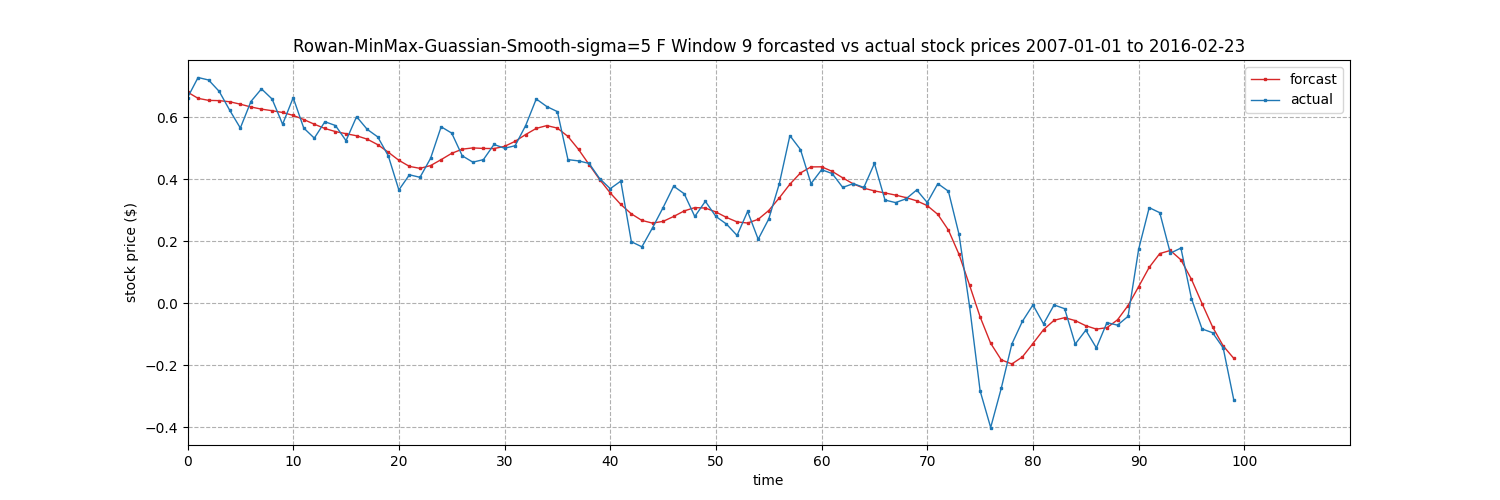 Rowan-MinMax-Guassian-Smooth-sigma=5 F Window 9 forcasted vs actual stock prices 2007-01-01 to 2016-02-23
forcast
actual
stock price ($)
0.6
0.4
0.2
0.0
−0.2
−0.4
0 10 20 30 40 50 60 70 80 90 100
time